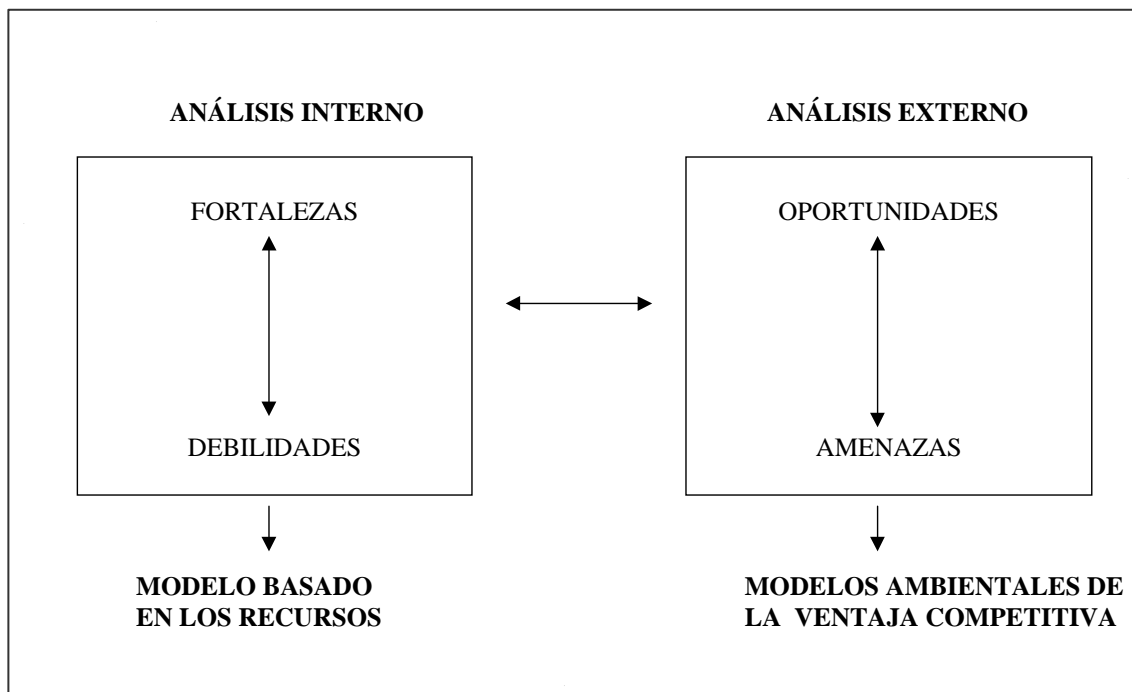 ANÁLISIS INTERNO
ANÁLISIS EXTERNO
FORTALEZAS
OPORTUNIDADES
DEBILIDADES
AMENAZAS
MODELO BASADO
EN LOS RECURSOS
MODELOS AMBIENTALES DE
LA VENTAJA COMPETITIVA